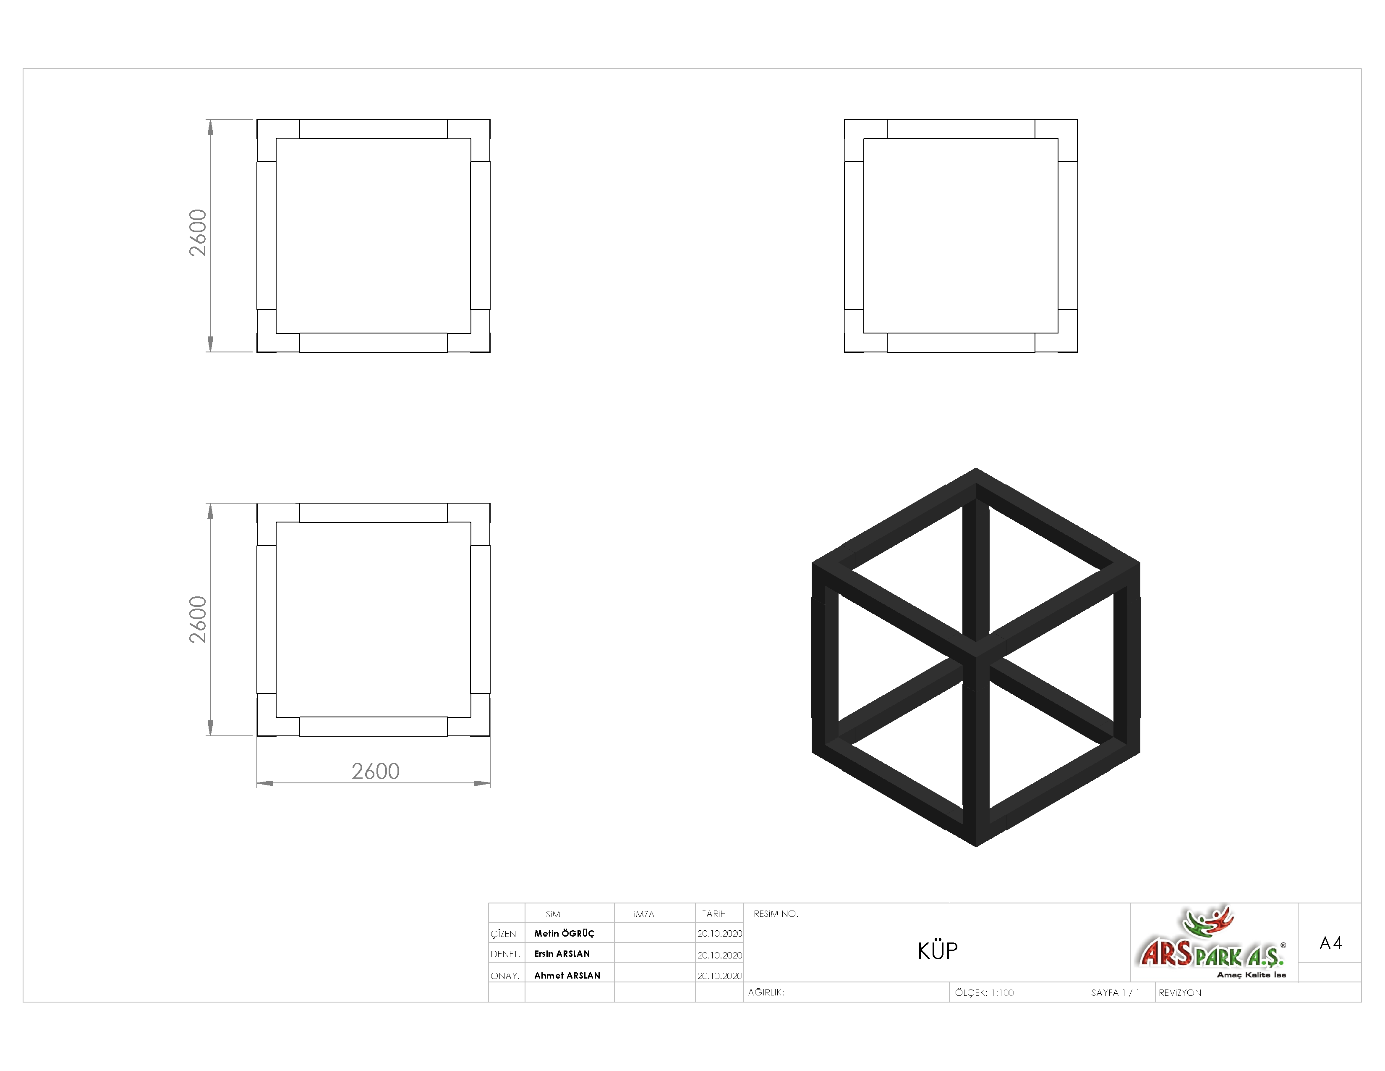 2600
2600
2600
İSİM İMZA TARİH RESİM NO.
ÇİZEN Metin ÖGRÜÇ 20.10.2020
DENET. Ersin ARSLAN 20.10.2020
ONAY. Ahmet ARSLAN 20.10.2020
KÜP
ARSPARK A.Ş.®
Amaç Kalite İse
A4
AĞIRLIK: ÖLÇEK: 1:100 SAYFA 1 / 1 REVİZYON